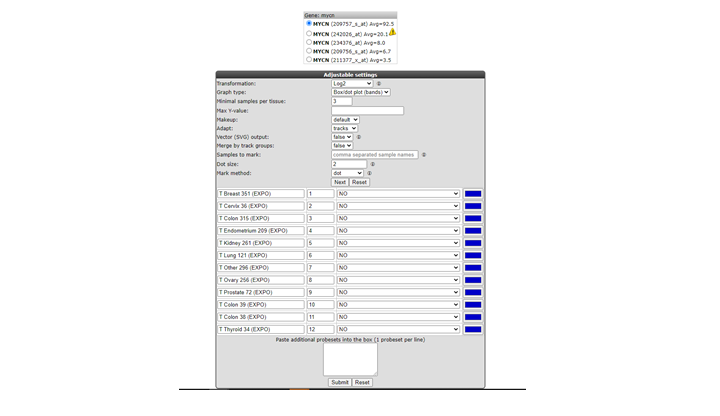 Gene: mycn
MYCN (209757_s_at) Avg=92.5
MYCN (242026_at) Avg=20.1
MYCN (234376_at) Avg=8.0
MYCN (209756_s_at) Avg=6.7
MYCN (211377_x_at) Avg=3.5
Adjustable settings
Transformation: Log2
Graph type: Box/dot plot (bands)
Minimal samples per tissue: 3
Max Y-value:
Makeup: default
Adapt: tracks
Vector (SVG) output: false
Merge by track groups: false
Samples to mark: comma separated sample names
Dot size: 2
Mark method: dot
Next Reset
T Breast 351 (EXPO) 1 NO
T Cervix 36 (EXPO) 2 NO
T Colon 315 (EXPO) 3 NO
T Endometrium 209 (EXPO) 4 NO
T Kidney 261 (EXPO) 5 NO
T Lung 121 (EXPO) 6 NO
T Other 296 (EXPO) 7 NO
T Ovary 256 (EXPO) 8 NO
T Prostate 72 (EXPO) 9 NO
T Colon 39 (EXPO) 10 NO
T Colon 38 (EXPO) 11 NO
T Thyroid 34 (EXPO) 12 NO
Paste additional probesets into the box (1 probeset per line)
Submit Reset